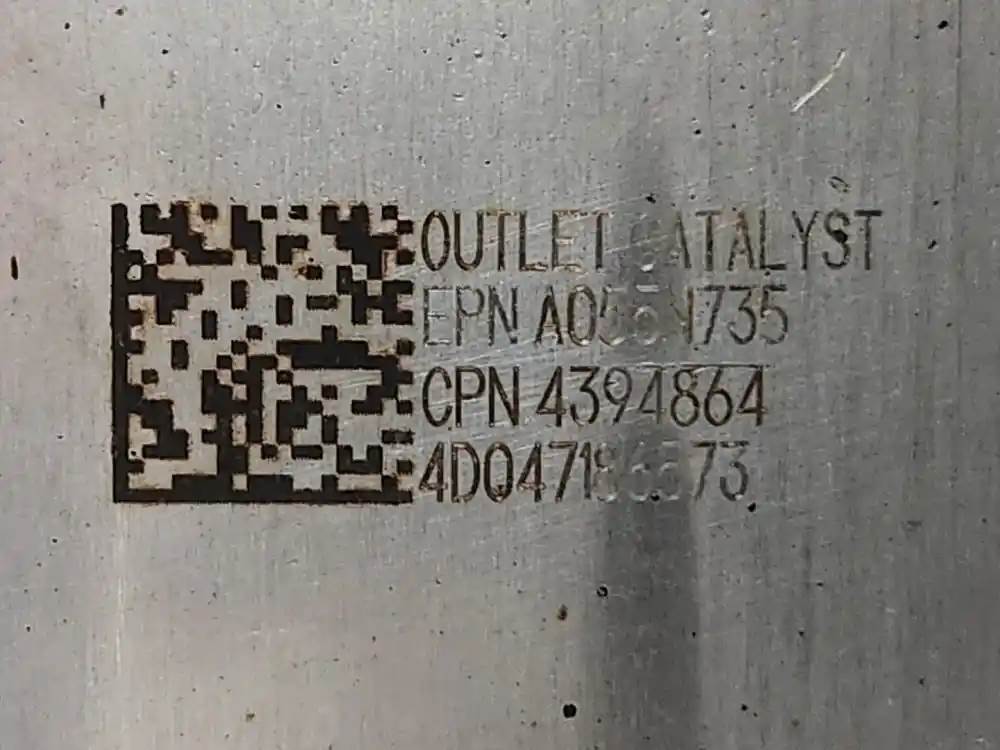 OUTLET CATALYST
EPN
CPN 4394864